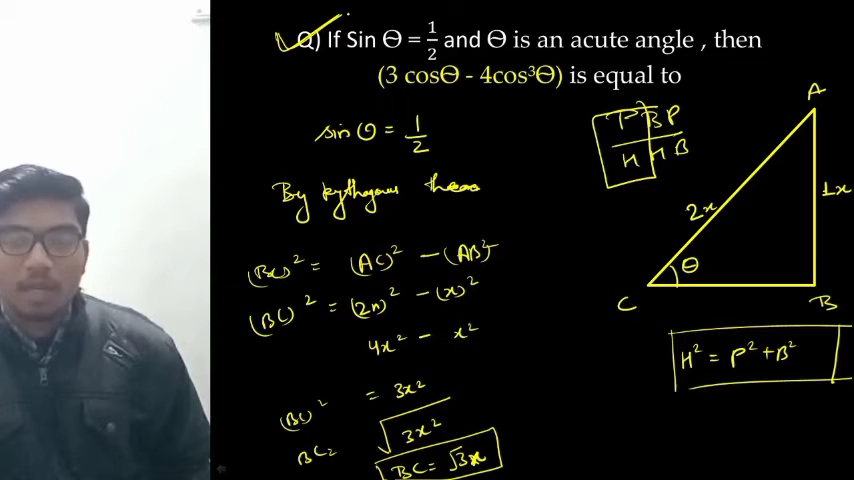 Q) If Sin Θ = 1/2 and Θ is an acute angle , then
(3 cosΘ - 4cos³Θ) is equal to
sin Θ = 1/2
By
(BC)² = (AC)² - (AB)²
(BC)² = (2x)² - (x)²
4x² - x²
(BC)² = 3x²
BC = √3x²
BC = √3x
P B P
H H B
A
2x
1x
Θ
C
B
H² = P² + B²